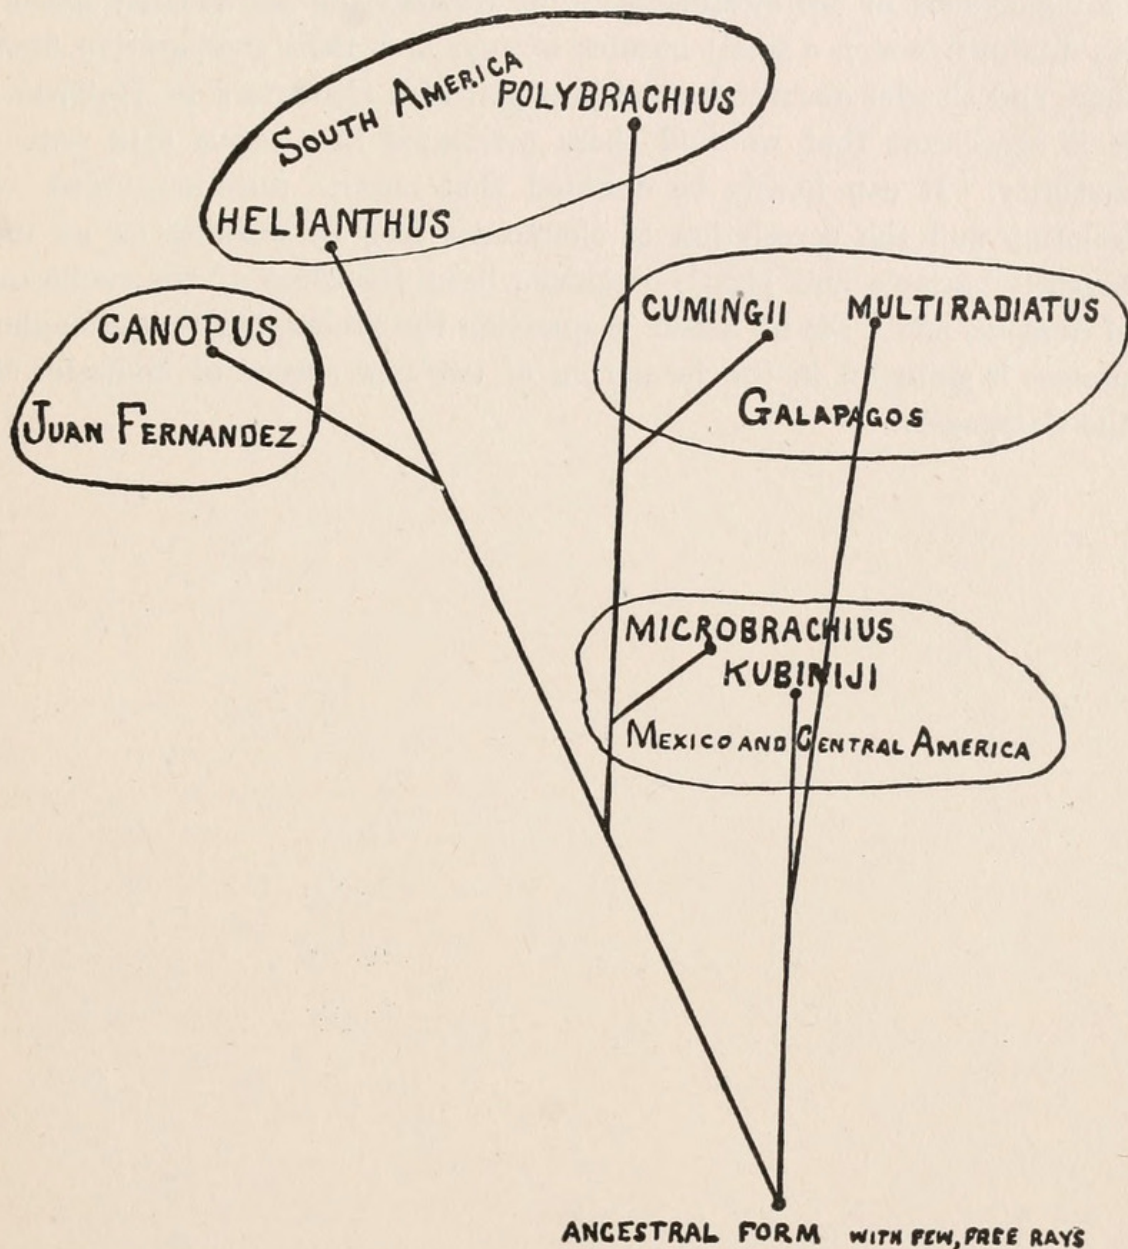 SOUTH AMERICA
POLYBRACHIUS
HELIANTHUS
CANOPUS
JUAN FERNANDEZ
CUMINGII
MULTIRADIATUS
GALAPAGOS
MICROBRACHIUS
KUBINIJI
MEXICO AND CENTRAL AMERICA
ANCESTRAL FORM WITH FEW, FREE RAYS